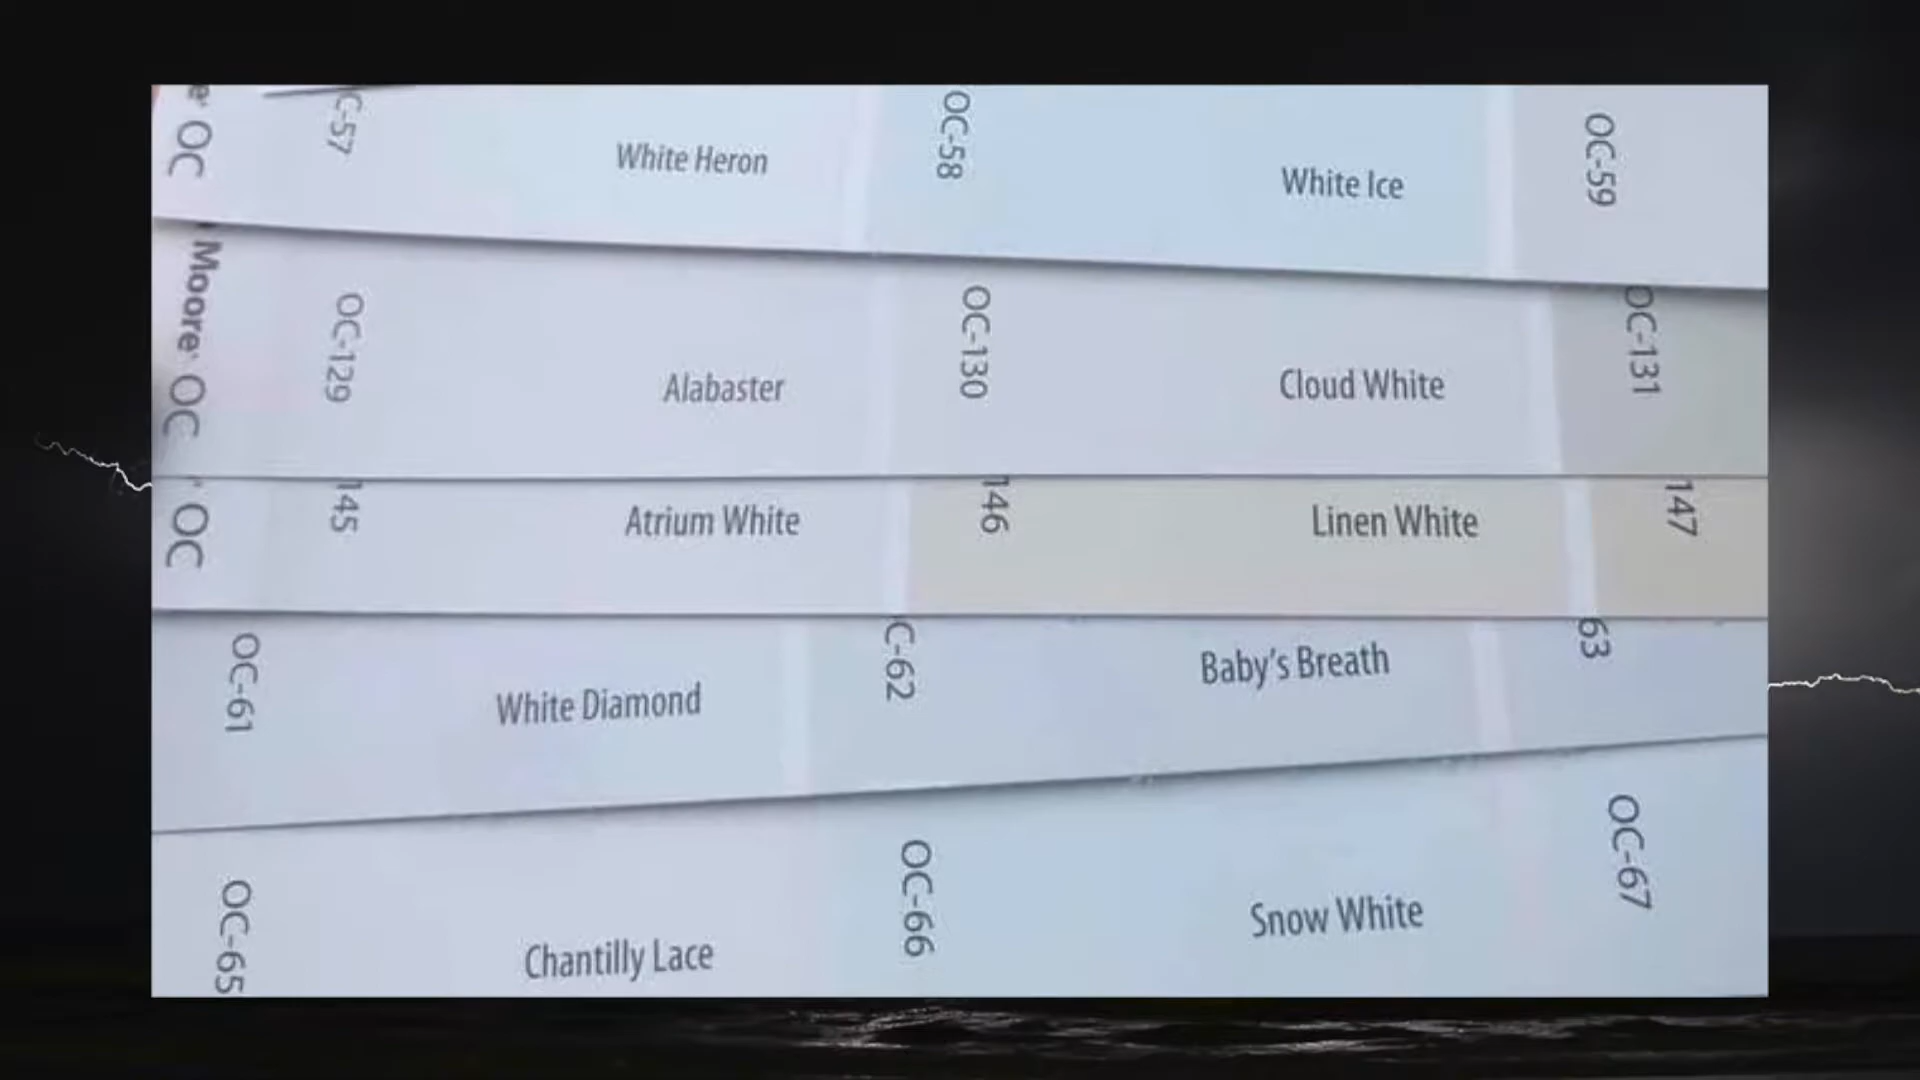 OC
C-57
White Heron
OC-58
White Ice
OC-59
Moore OC
OC-129
Alabaster
OC-130
Cloud White
OC-131
OC
145
Atrium White
146
Linen White
147
OC-61
White Diamond
C-62
Baby's Breath
63
OC-65
Chantilly Lace
OC-66
Snow White
OC-67